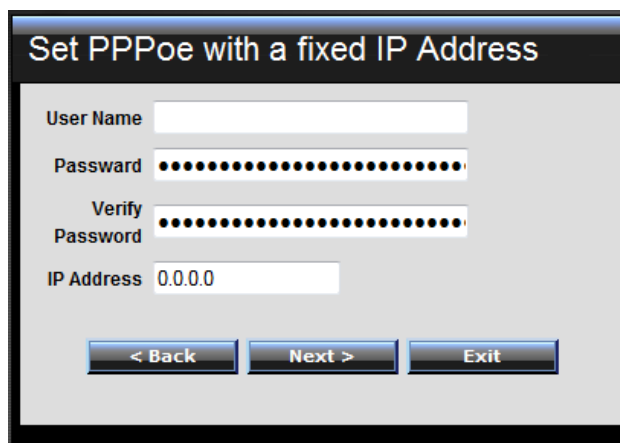 Set PPPoe with a fixed IP Address
User Name
Passward ••••••••••••••••••••••••••
Verify
Password ••••••••••••••••••••••••••
IP Address 0.0.0.0
< Back Next > Exit